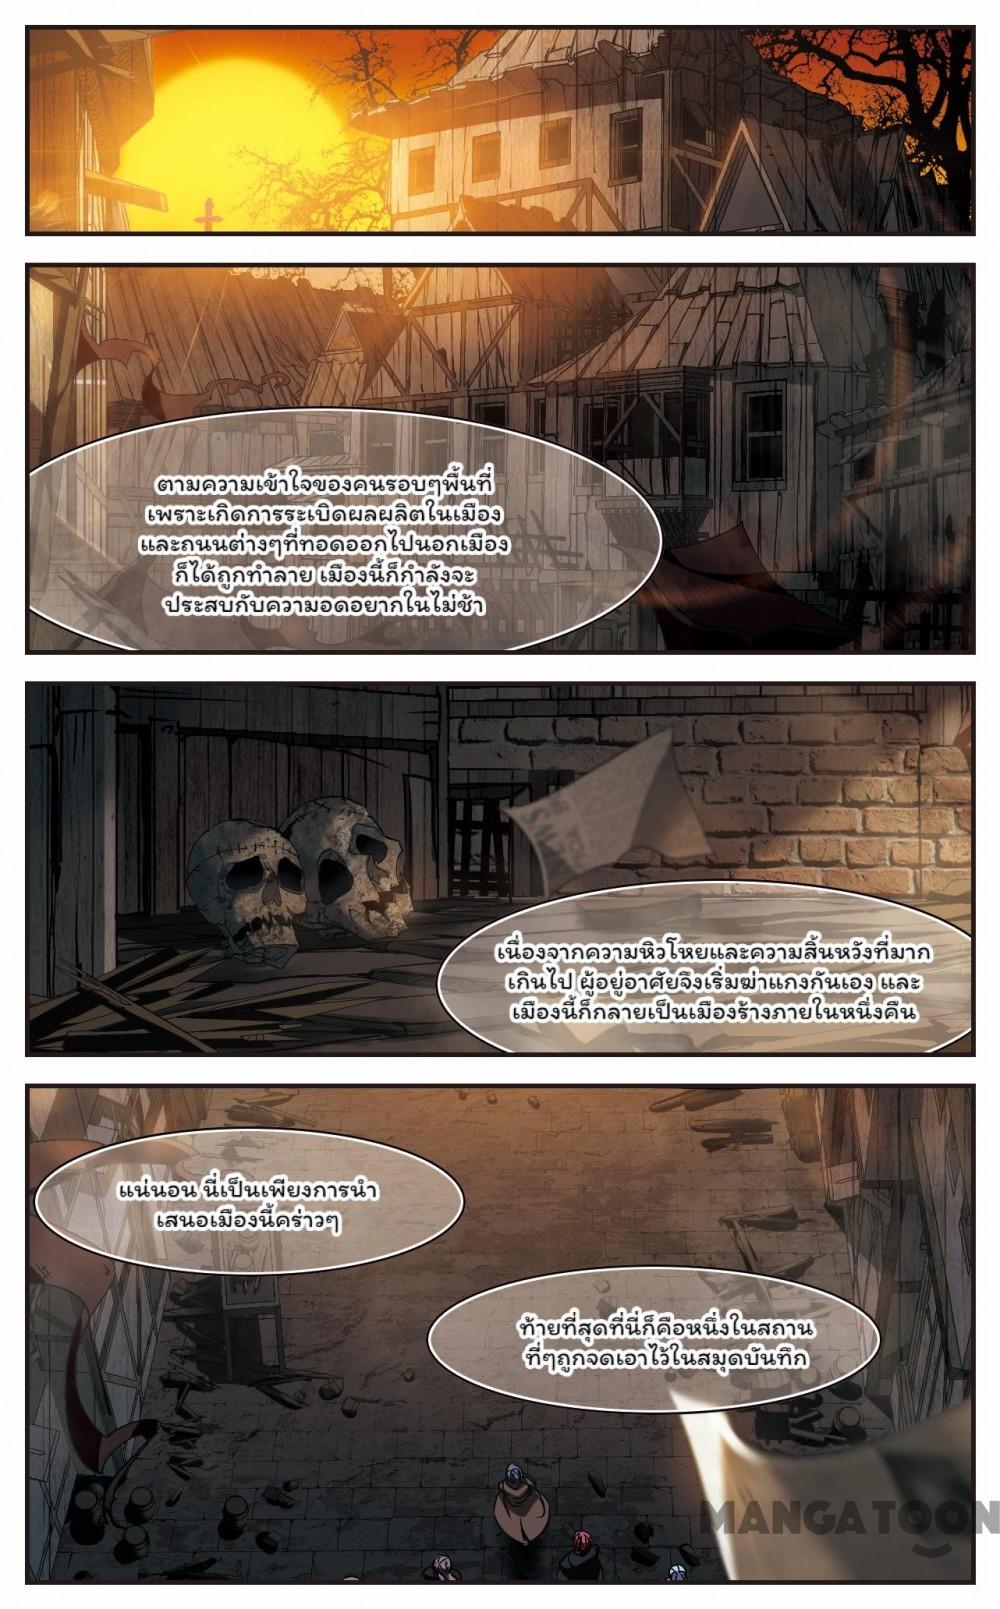 ตามความเข้าใจของคนรอบๆพื้นที่
เพราะเกิดการระเบิดผลผลิตในเมือง
และถนนต่างๆที่ทอดออกไปนอกเมือง
ก็ได้ถูกทำลาย เมืองนี้ก็กำลังจะ
ประสบกับความอดอยากในไม่ช้า
เนื่องจากความหิวโหยและความสิ้นหวังที่มาก
เกินไป ผู้อยู่อาศัยจึงเริ่มฆ่าแกงกันเอง และ
เมืองนี้ก็กลายเป็นเมืองร้างภายในหนึ่งคืน
แน่นอน นี่เป็นเพียงการนำ
เสนอเมืองนี้คร่าวๆ
ท้ายที่สุดที่นี่ก็คือหนึ่งในสถาน
ที่ๆถูกจดเอาไว้ในสมุดบันทึก
MANGATOON